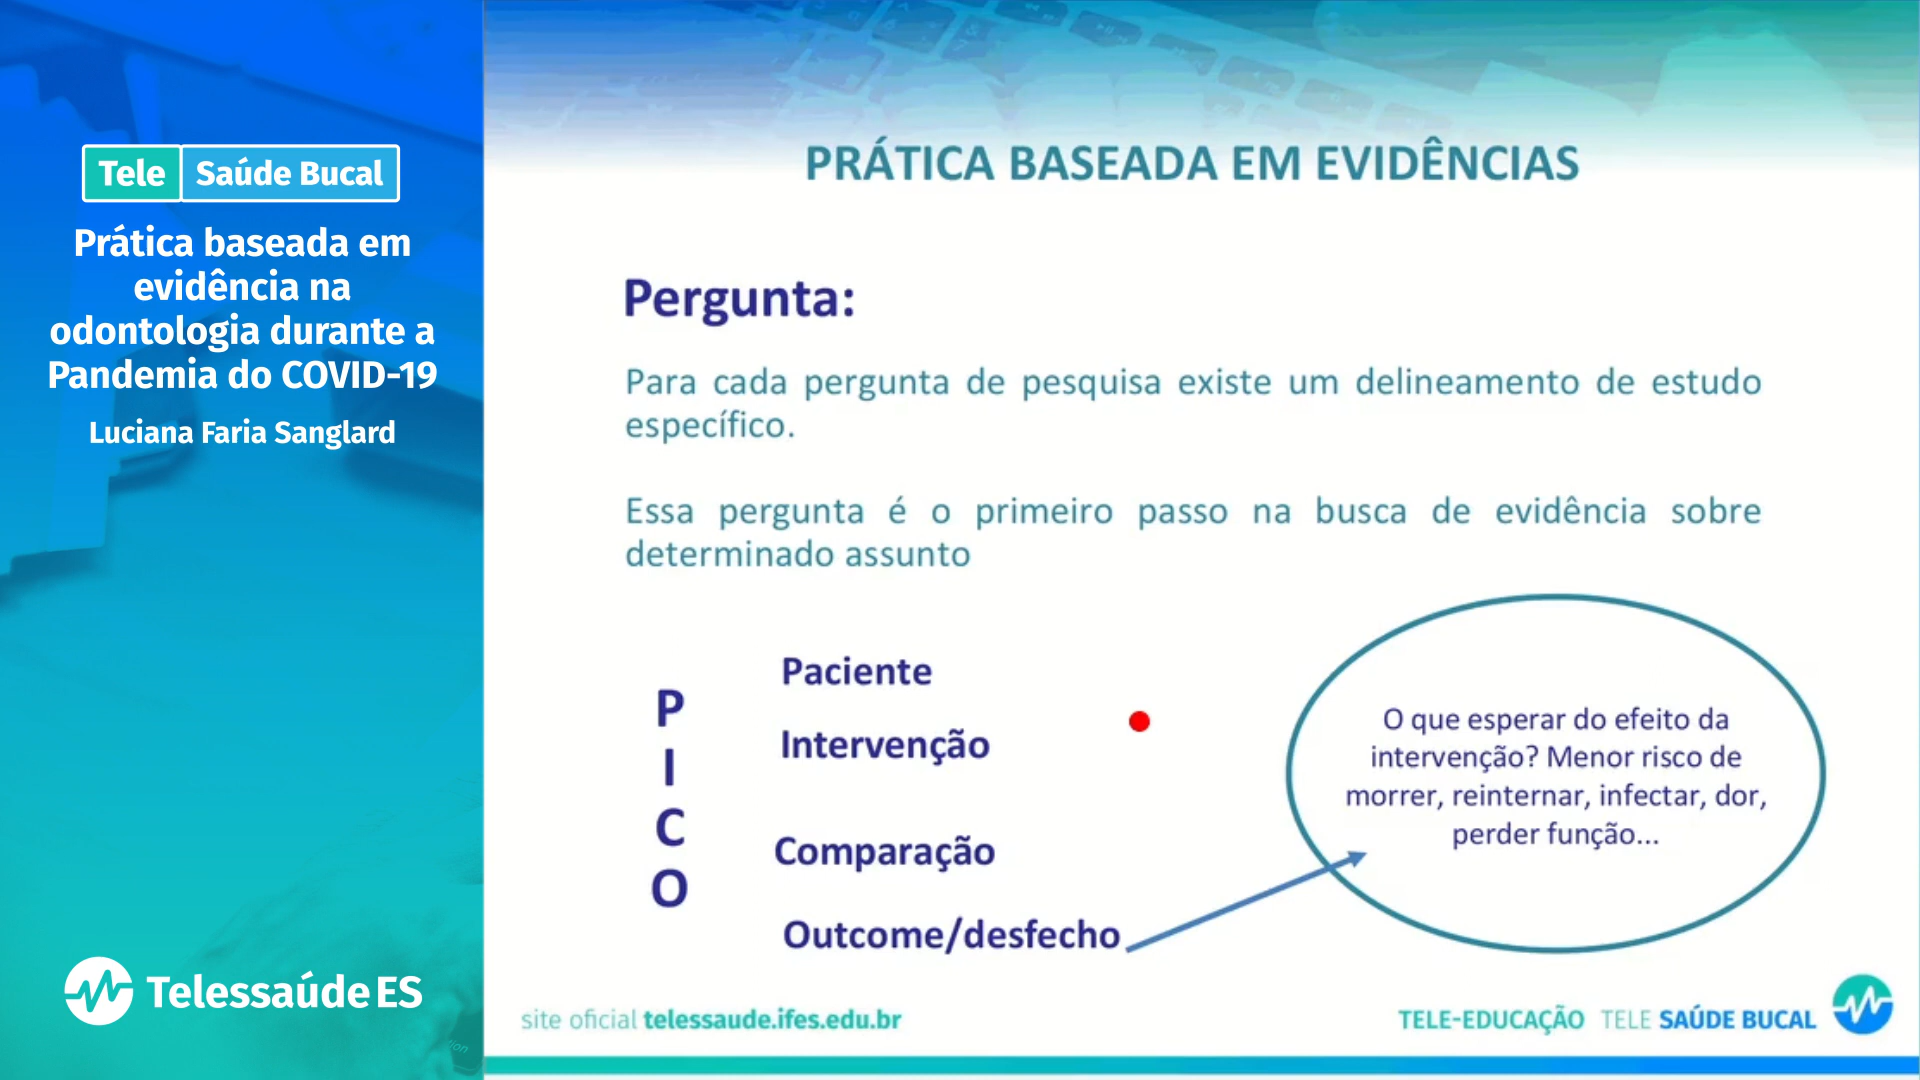 Tele Saúde Bucal
Prática baseada em
evidência na
odontologia durante a
Pandemia do COVID-19
Luciana Faria Sanglard
Telessaúde ES
PRÁTICA BASEADA EM EVIDÊNCIAS
Pergunta:
Para cada pergunta de pesquisa existe um delineamento de estudo
específico.
Essa pergunta é o primeiro passo na busca de evidência sobre
determinado assunto
P
I
C
O
Paciente
Intervenção
Comparação
Outcome/desfecho
O que esperar do efeito da
intervenção? Menor risco de
morrer, reinternar, infectar, dor,
perder função...
site oficial telessaude.ifes.edu.br
TELE-EDUCAÇÃO TELE SAÚDE BUCAL